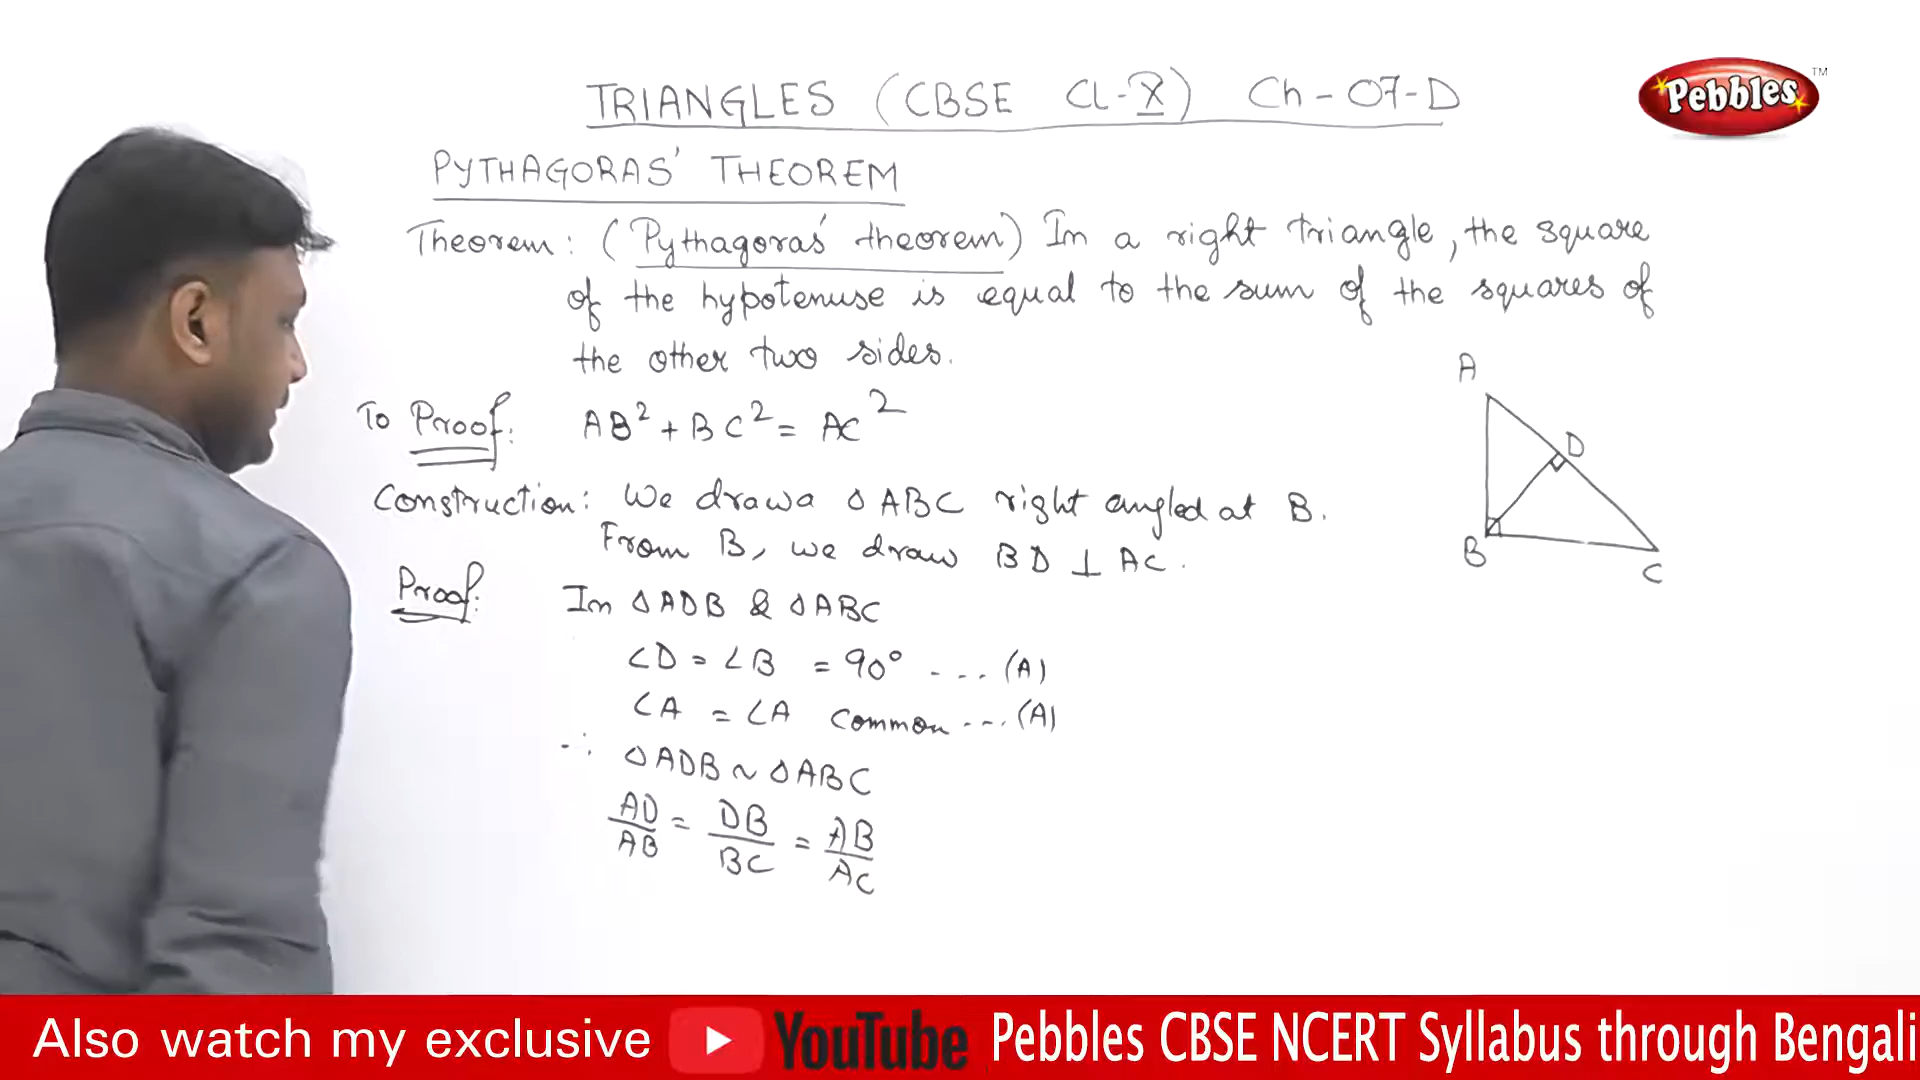 TRIANGLES (CBSE Cl-X) Ch-07-D
Pebbles™
PYTHAGORAS' THEOREM
Theorem: (Pythagoras' theorem) In a right triangle, the square
of the hypotenuse is equal to the sum of the squares of
the other two sides.
To Proof: AB² + BC² = AC²
Construction: We draw a △ABC right angled at B.
From B, we draw BD ⊥ AC.
Proof: In △ADB & △ABC
∠D = ∠B = 90° ....(A)
∠A = ∠A common ....(A)
∴ △ADB ~ △ABC
AD/AB = DB/BC = AB/AC
A
D
B
C
Also watch my exclusive YouTube Pebbles CBSE NCERT Syllabus through Bengali